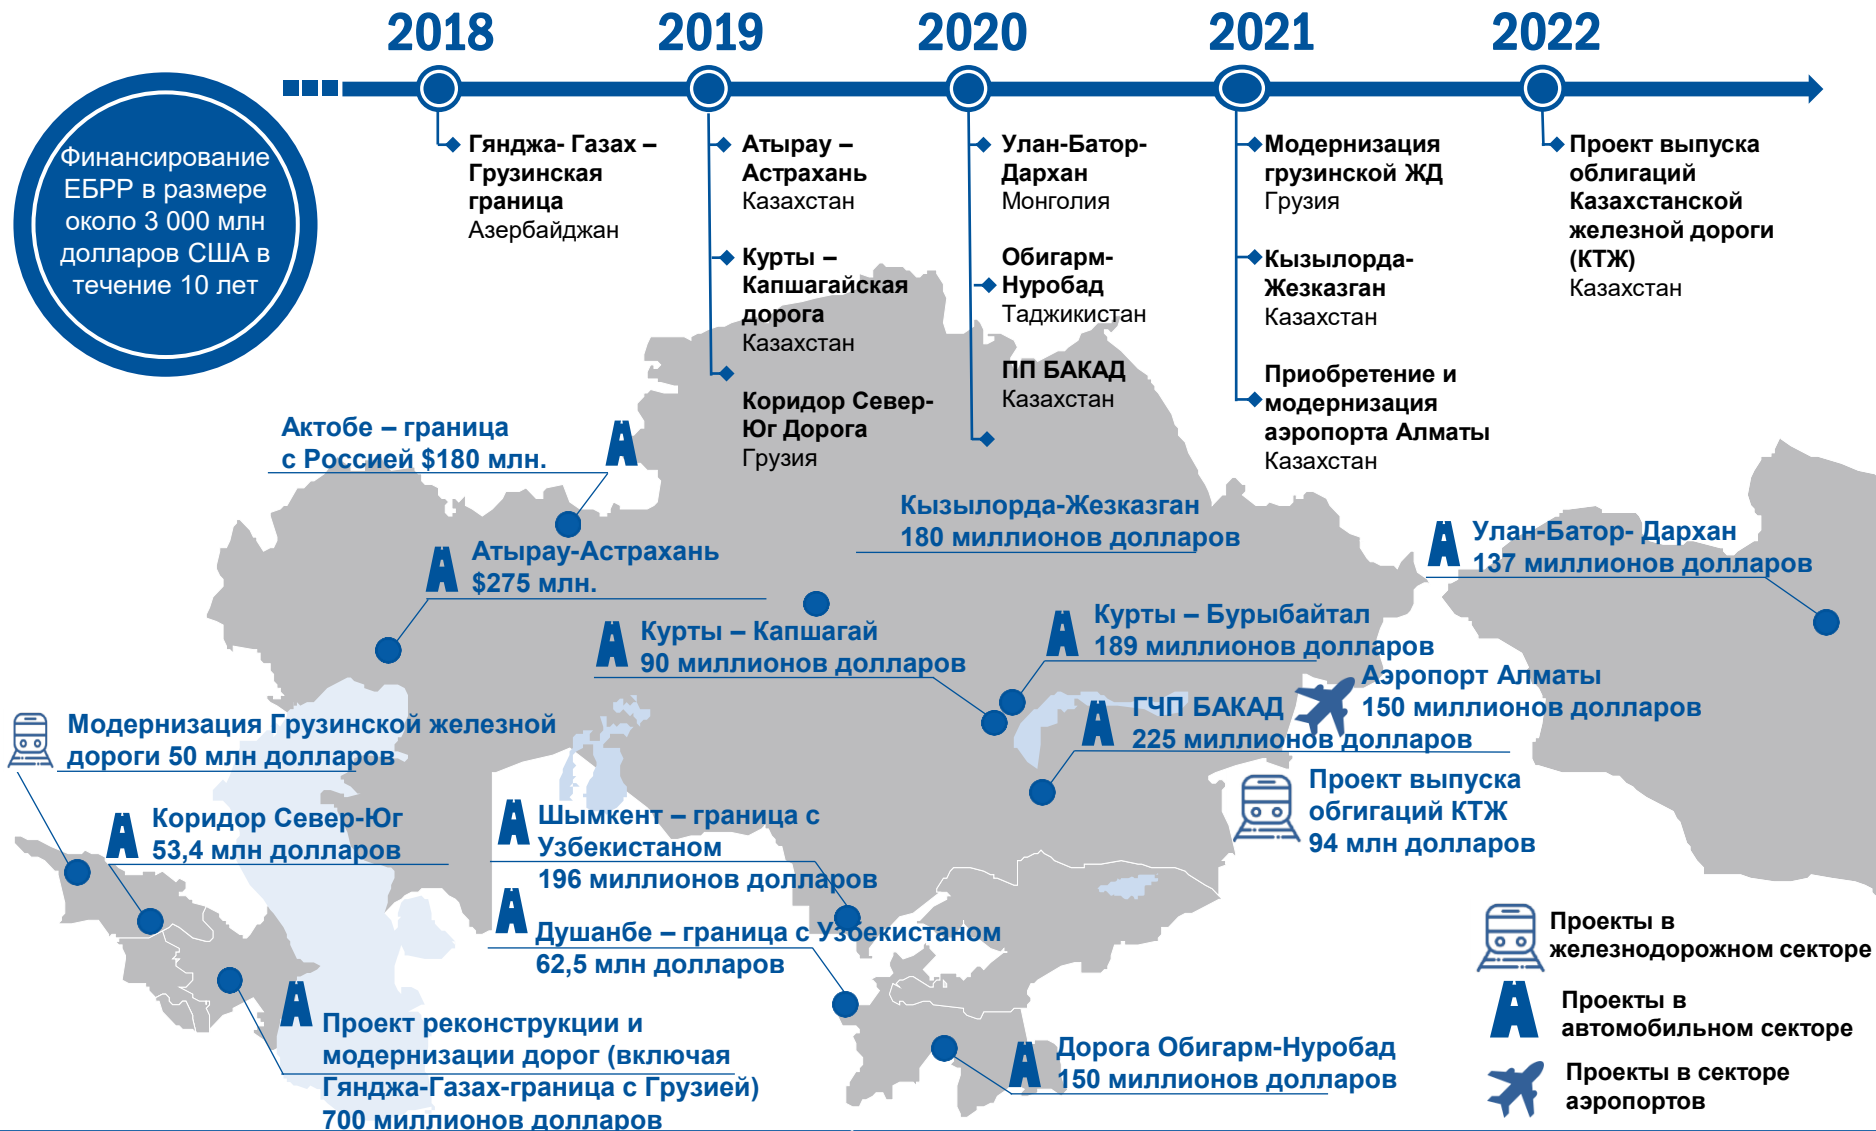 2018
2019
2020
2021
2022
Финансирование
ЕБРР в размере
около 3 000 млн
долларов США в
течение 10 лет
Гянджа- Газах –
Грузинская
граница
Азербайджан
Атырау –
Астрахань
Казахстан
Курты –
Капшагайская
дорога
Казахстан
Коридор Север-
Юг Дорога
Грузия
Улан-Батор-
Дархан
Монголия
Обигарм-
Нуробад
Таджикистан
ПП БАКАД
Казахстан
Модернизация
грузинской ЖД
Грузия
Кызылорда-
Жезказган
Казахстан
Приобретение и
модернизация
аэропорта Алматы
Казахстан
Проект выпуска
облигаций
Казахстанской
железной дороги
(КТЖ)
Казахстан
Актобе – граница
с Россией $180 млн.
Кызылорда-Жезказган
180 миллионов долларов
Улан-Батор- Дархан
137 миллионов долларов
Атырау-Астрахань
$275 млн.
Курты – Капшагай
90 миллионов долларов
Курты – Бурыбайтал
189 миллионов долларов
Аэропорт Алматы
150 миллионов долларов
ГЧП БАКАД
225 миллионов долларов
Модернизация Грузинской железной
дороги 50 млн долларов
Проект выпуска
обгигаций КТЖ
94 млн долларов
Коридор Север-Юг
53,4 млн долларов
Шымкент – граница с
Узбекистаном
196 миллионов долларов
Душанбе – граница с Узбекистаном
62,5 млн долларов
Проект реконструкции и
модернизации дорог (включая
Гянджа-Газах-граница с Грузией)
700 миллионов долларов
Дорога Обигарм-Нуробад
150 миллионов долларов
Проекты в
железнодорожном секторе
Проекты в
автомобильном секторе
Проекты в секторе
аэропортов